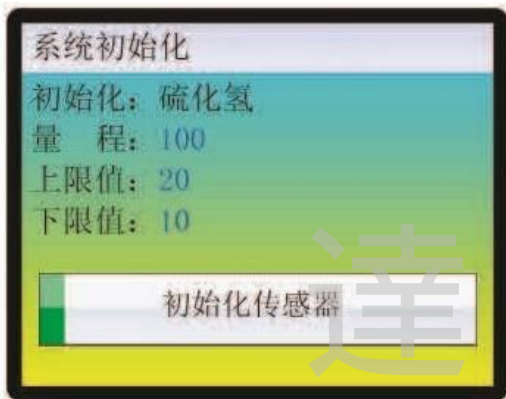 系统初始化
初始化：硫化氢
量　程：100
上限值：20
下限值：10
初始化传感器
達